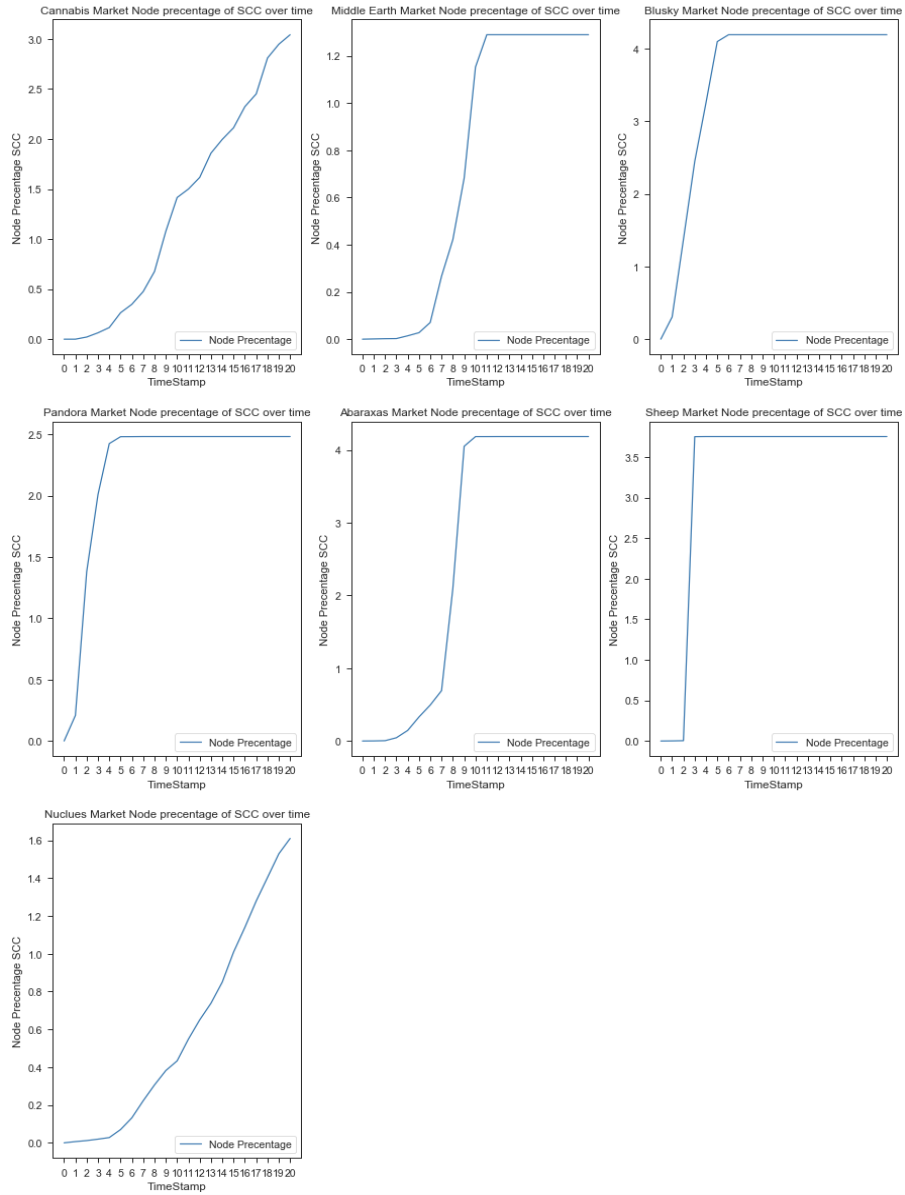 Cannabis Market Node precentage of SCC over time
3.0
2.5
2.0
1.5
1.0
0.5
0.0
Node Precentage SCC
Node Percentage
0 1 2 3 4 5 6 7 8 9 10 11 12 13 14 15 16 17 18 19 20
TimeStamp
Middle Earth Market Node precentage of SCC over time
1.2
1.0
0.8
0.6
0.4
0.2
0.0
Node Precentage SCC
Node Percentage
0 1 2 3 4 5 6 7 8 9 10 11 12 13 14 15 16 17 18 19 20
TimeStamp
Blusky Market Node precentage of SCC over time
4
3
2
1
0
Node Precentage SCC
Node Percentage
0 1 2 3 4 5 6 7 8 9 10 11 12 13 14 15 16 17 18 19 20
TimeStamp
Pandora Market Node precentage of SCC over time
2.5
2.0
1.5
1.0
0.5
0.0
Node Precentage SCC
Node Percentage
0 1 2 3 4 5 6 7 8 9 10 11 12 13 14 15 16 17 18 19 20
TimeStamp
Abaraxas Market Node precentage of SCC over time
4
3
2
1
0
Node Precentage SCC
Node Percentage
0 1 2 3 4 5 6 7 8 9 10 11 12 13 14 15 16 17 18 19 20
TimeStamp
Sheep Market Node precentage of SCC over time
3.5
3.0
2.5
2.0
1.5
1.0
0.5
0.0
Node Precentage SCC
Node Percentage
0 1 2 3 4 5 6 7 8 9 10 11 12 13 14 15 16 17 18 19 20
TimeStamp
Nuclues Market Node precentage of SCC over time
1.6
1.4
1.2
1.0
0.8
0.6
0.4
0.2
0.0
Node Precentage SCC
Node Percentage
0 1 2 3 4 5 6 7 8 9 10 11 12 13 14 15 16 17 18 19 20
TimeStamp